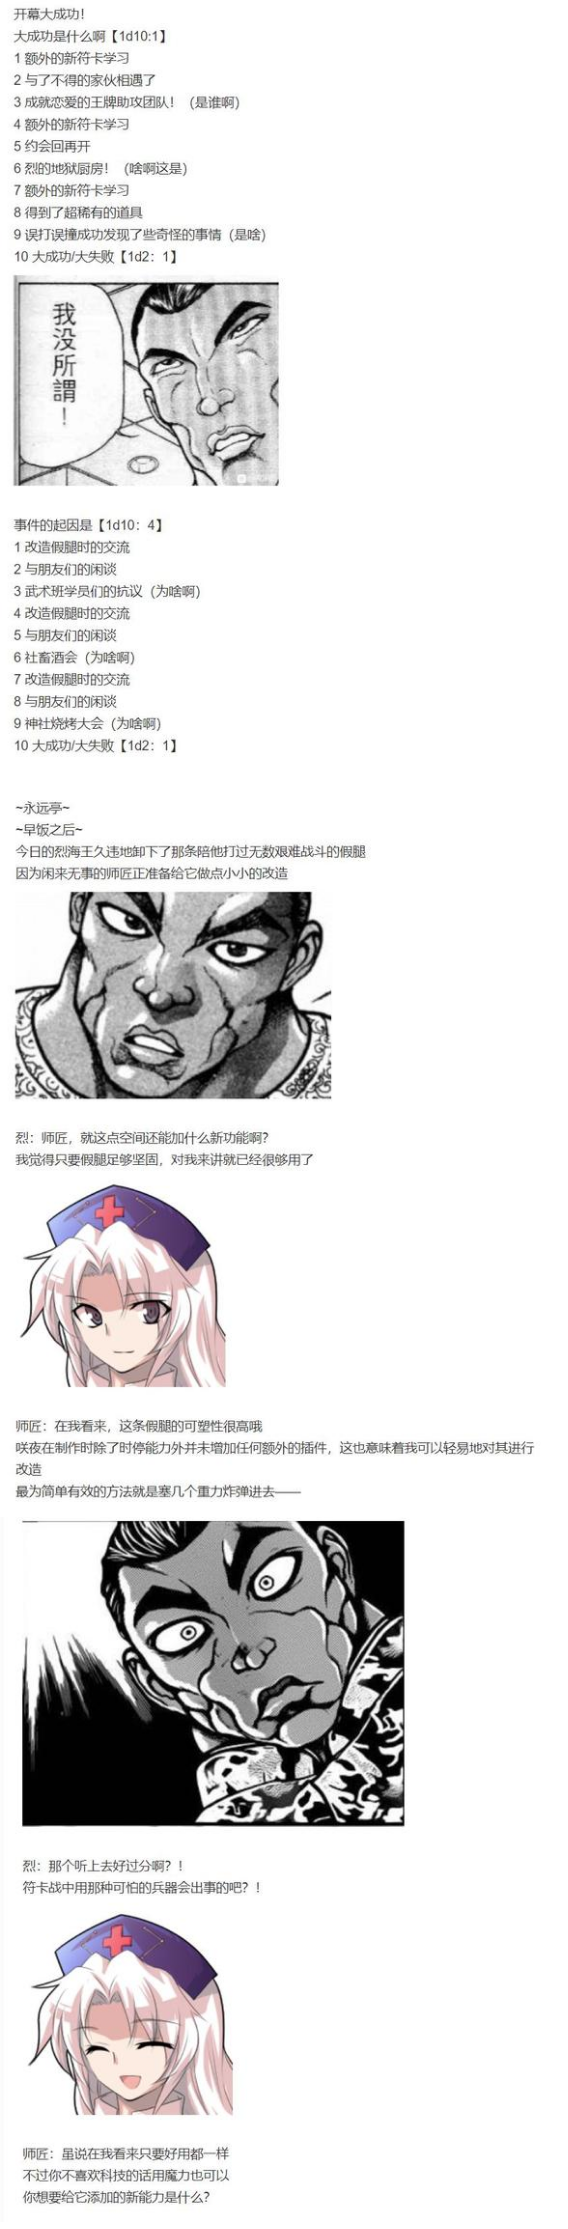 开幕大成功！
大成功是什么啊【1d10:1】
1 额外的新符卡学习
2 与了不得的家伙相遇了
3 成就恋爱的王牌助攻团队！（是谁啊）
4 额外的新符卡学习
5 约会回再开
6 烈的地狱厨房！（啥啊这是）
7 额外的新符卡学习
8 得到了超稀有的道具
9 误打误撞成功发现了些奇怪的事情（是啥）
10 大成功/大失败【1d2：1】
我没所謂！
事件的起因是【1d10：4】
1 改造假腿时的交流
2 与朋友们的闲谈
3 武术班学员们的抗议（为啥啊）
4 改造假腿时的交流
5 与朋友们的闲谈
6 社畜酒会（为啥啊）
7 改造假腿时的交流
8 与朋友们的闲谈
9 神社烧烤大会（为啥啊）
10 大成功/大失败【1d2：1】
~永远亭~
~早饭之后~
今日的烈海王久违地卸下了那条陪他打过无数艰难战斗的假腿
因为闲来无事的师匠正准备给它做点小小的改造
烈：师匠，就这点空间还能加什么新功能啊？
我觉得只要假腿足够坚固，对我来讲就已经很够用了
师匠：在我看来，这条假腿的可塑性很高哦
咲夜在制作时除了时停能力外并未增加任何额外的插件，这也意味着我可以轻易地对其进行
改造
最为简单有效的方法就是塞几个重力炸弹进去——
烈：那个听上去好过分啊？！
符卡战中用那种可怕的兵器会出事的吧？！
师匠：虽说在我看来只要好用都一样
不过你不喜欢科技的话用魔力也可以
你想要给它添加的新能力是什么？